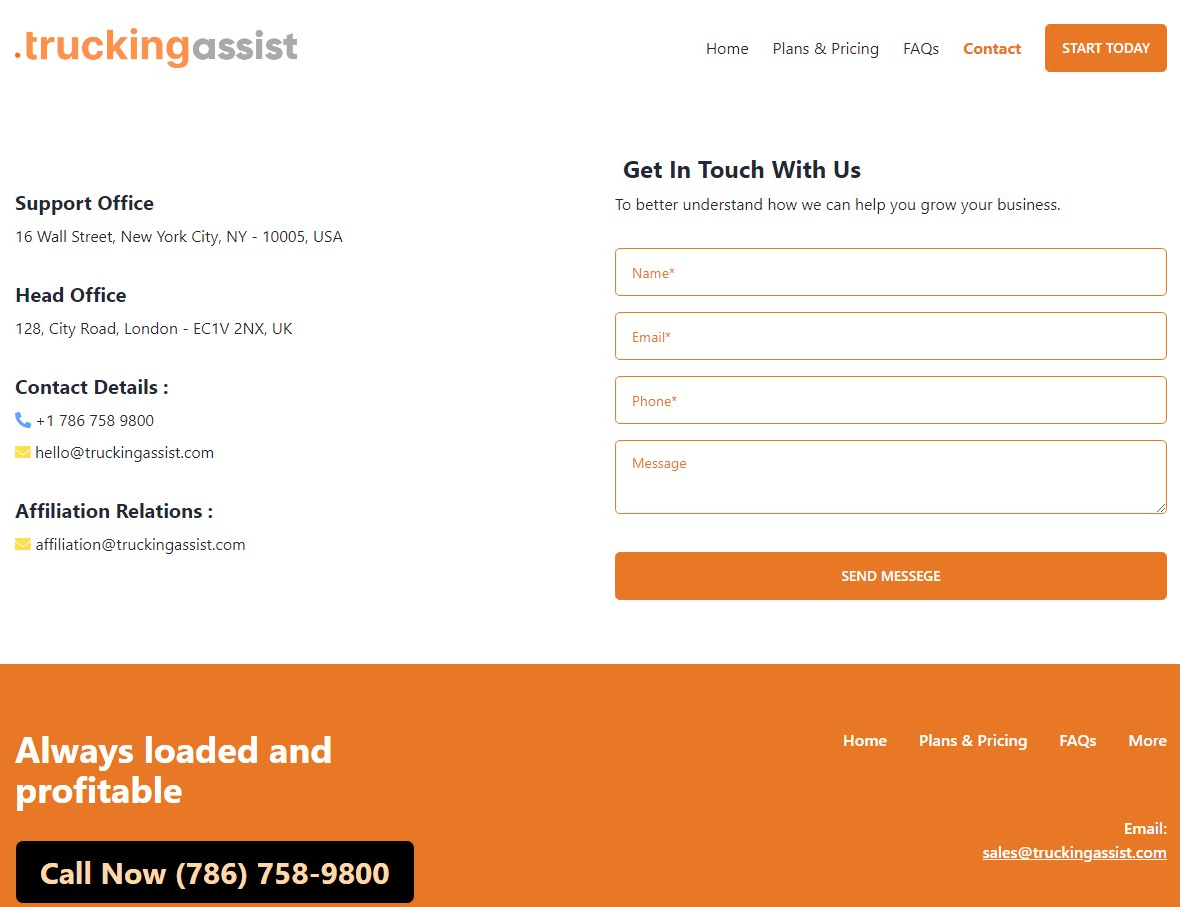 .truckingassist
Home Plans & Pricing FAQs Contact START TODAY
Support Office
16 Wall Street, New York City, NY - 10005, USA
Head Office
128, City Road, London - EC1V 2NX, UK
Contact Details :
+1 786 758 9800
hello@truckingassist.com
Affiliation Relations :
affiliation@truckingassist.com
Get In Touch With Us
To better understand how we can help you grow your business.
Name*
Email*
Phone*
Message
SEND MESSEGE
Always loaded and
profitable
Call Now (786) 758-9800
Home Plans & Pricing FAQs More
Email:
sales@truckingassist.com